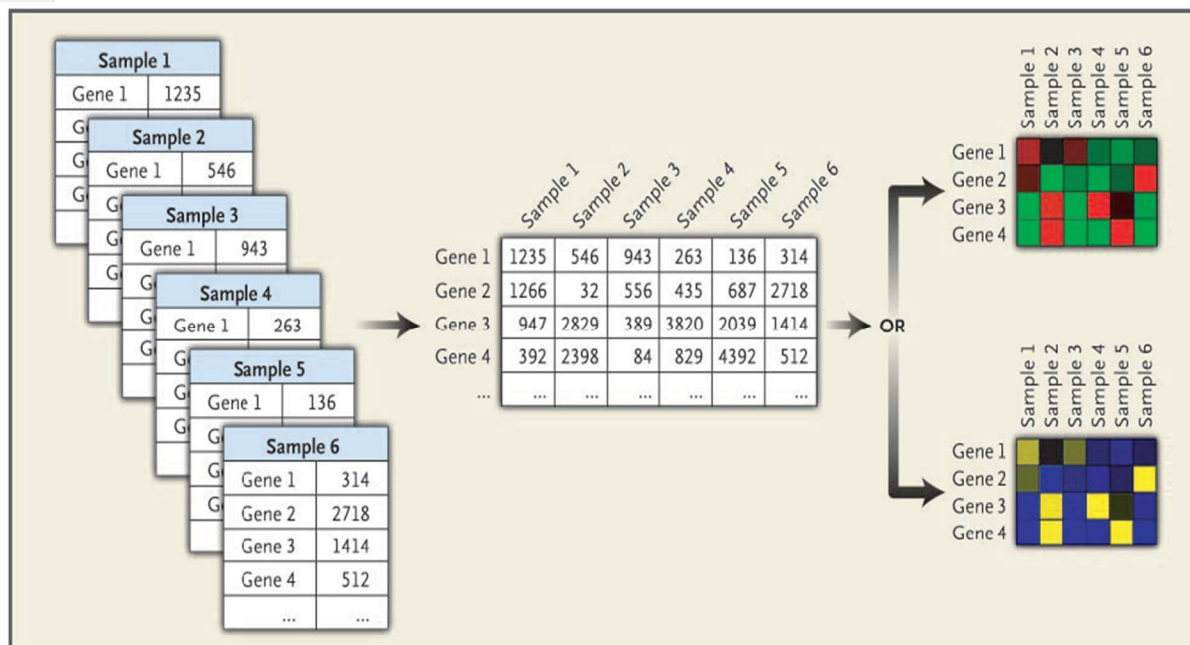 Sample 1
Gene 1 1235
G
G
G
Sample 2
Gene 1 546
G
G
G
Sample 3
Gene 1 943
G
G
G
Sample 4
Gene 1 263
G
G
G
Sample 5
Gene 1 136
G
G
G
Sample 6
Gene 1 314
Gene 2 2718
Gene 3 1414
Gene 4 512
... ...
Sample 1 Sample 2 Sample 3 Sample 4 Sample 5 Sample 6
Gene 1 1235 546 943 263 136 314
Gene 2 1266 32 556 435 687 2718
Gene 3 947 2829 389 3820 2039 1414
Gene 4 392 2398 84 829 4392 512
... ... ... ... ... ... ...
OR
Sample 1 Sample 2 Sample 3 Sample 4 Sample 5 Sample 6
Gene 1
Gene 2
Gene 3
Gene 4
Sample 1 Sample 2 Sample 3 Sample 4 Sample 5 Sample 6
Gene 1
Gene 2
Gene 3
Gene 4